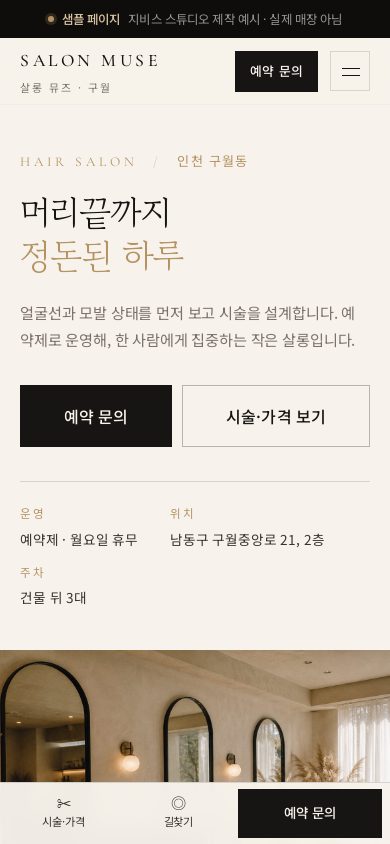 샘플 페이지 지비스 스튜디오 제작 예시 · 실제 매장 아님
SALON MUSE
살롱 뮤즈 · 구월
예약 문의
HAIR SALON / 인천 구월동
머리끝까지
정돈된 하루
얼굴선과 모발 상태를 먼저 보고 시술을 설계합니다. 예
약제로 운영해, 한 사람에게 집중하는 작은 살롱입니다.
예약 문의
시술·가격 보기
운영
위치
예약제 · 월요일 휴무
남동구 구월중앙로 21, 2층
주차
건물 뒤 3대
시술·가격
길찾기
예약 문의